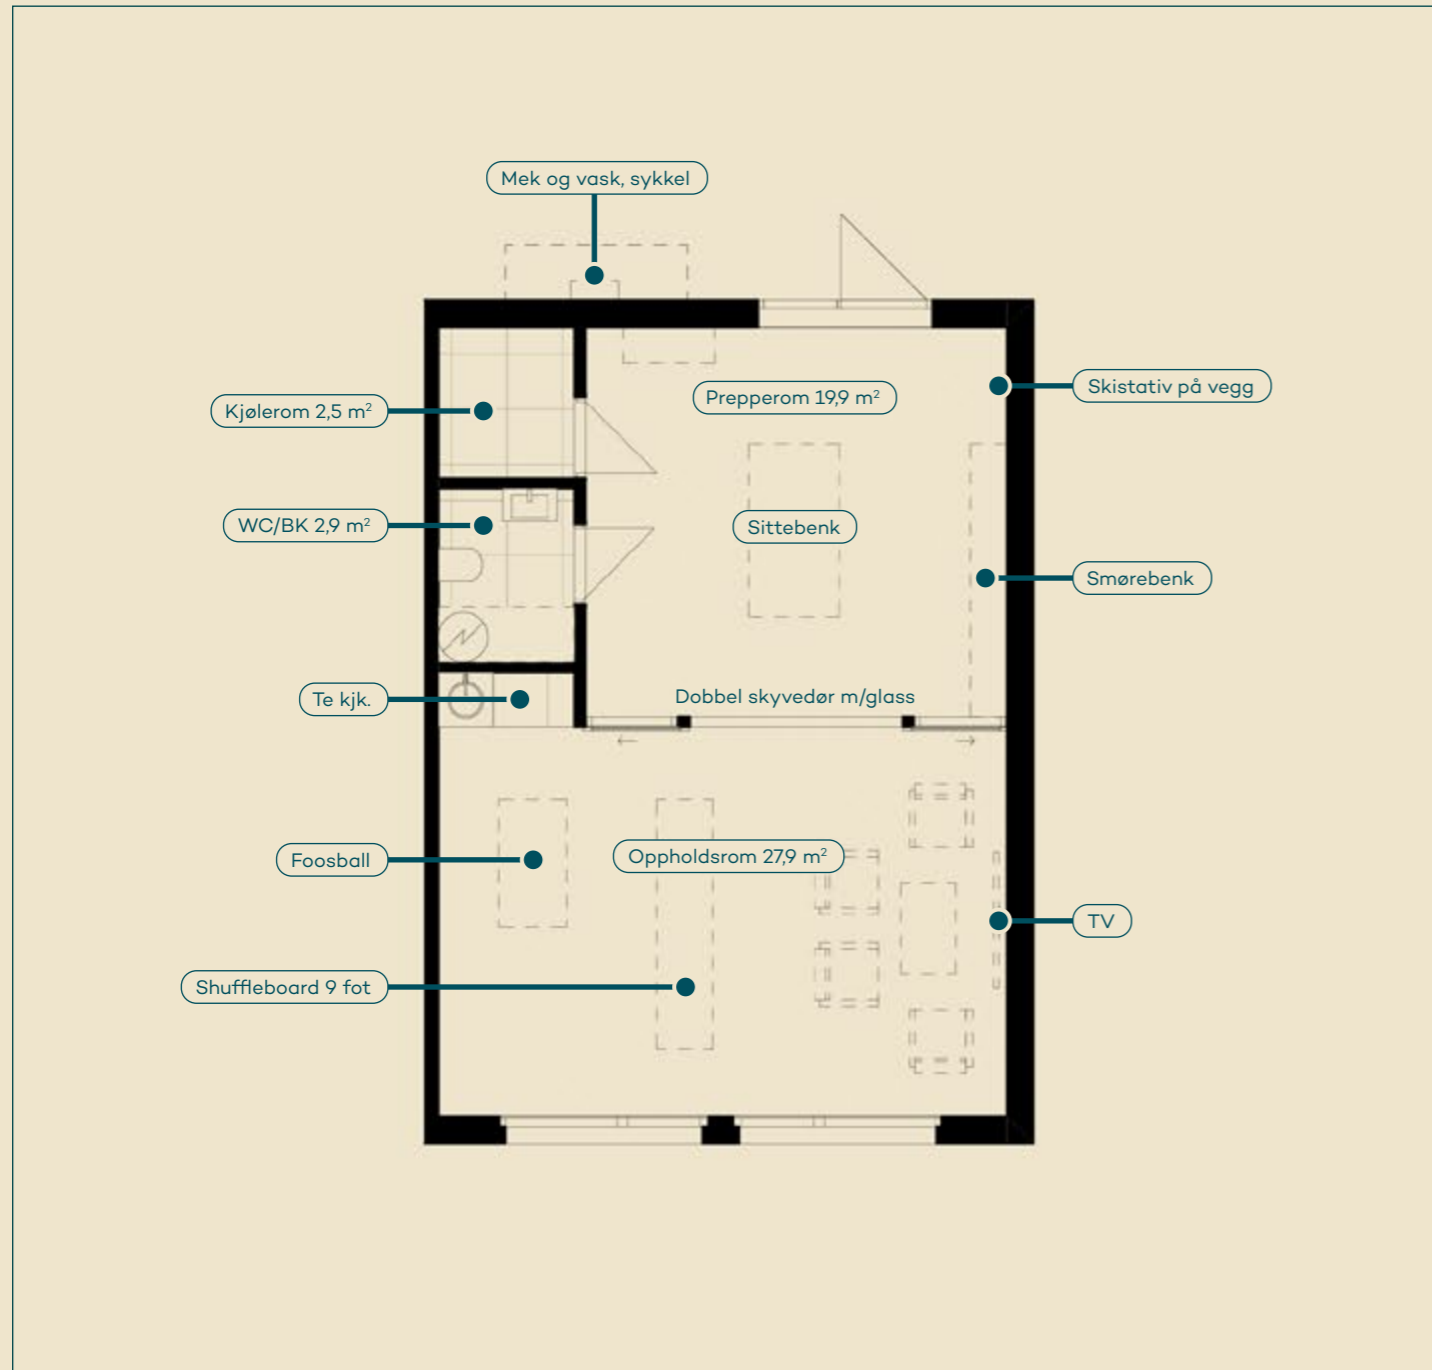 Mek og vask, sykkel
Skistativ på vegg
Prepperom 19,9 m²
Kjølerom 2,5 m²
WC/BK 2,9 m²
Sittebenk
Smørebenk
Te kjk.
Dobbel skyvedør m/glass
Foosball
Oppholdsrom 27,9 m²
TV
Shuffleboard 9 fot